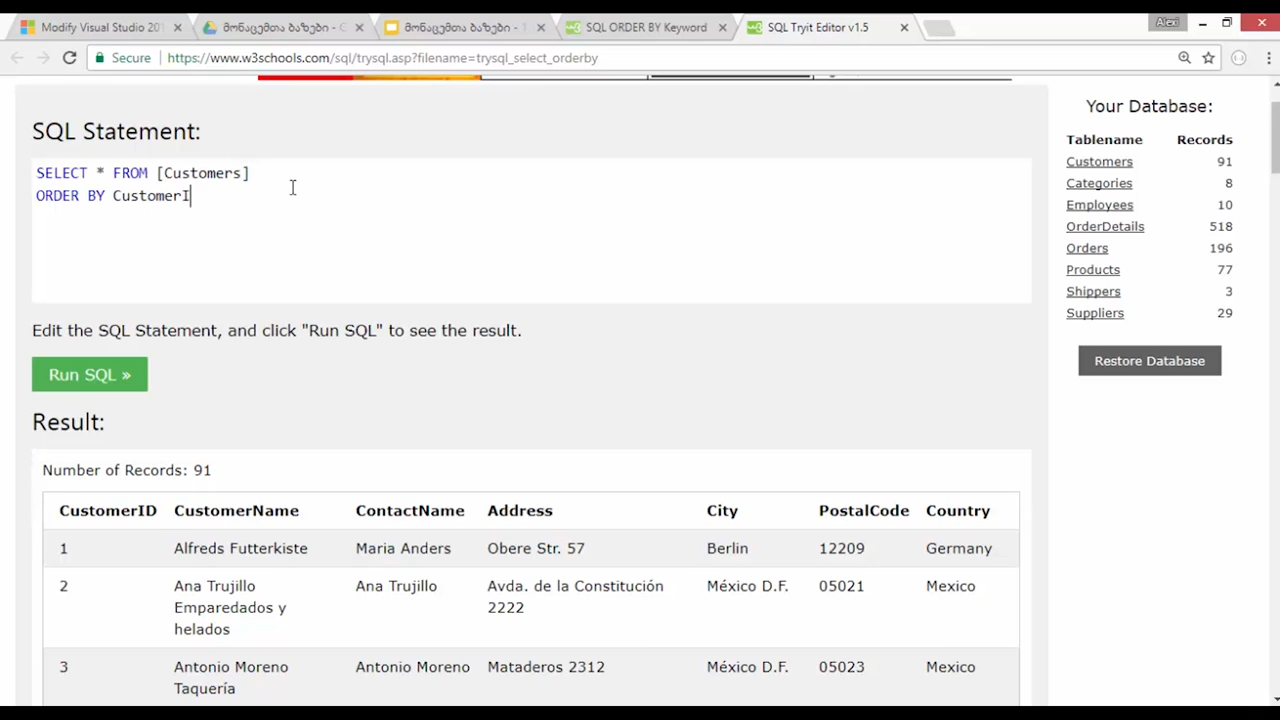 Modify Visual Studio 201
მონაცემთა ბაზები - G
მონაცემთა ბაზები - 1
SQL ORDER BY Keyword
SQL Tryit Editor v1.5
Alexi
Secure
https://www.w3schools.com/sql/trysql.asp?filename=trysql_select_orderby
SQL Statement:
SELECT * FROM [Customers]
ORDER BY CustomerI
Edit the SQL Statement, and click "Run SQL" to see the result.
Run SQL »
Result:
Number of Records: 91
CustomerID CustomerName ContactName Address City PostalCode Country
1 Alfreds Futterkiste Maria Anders Obere Str. 57 Berlin 12209 Germany
2 Ana Trujillo Ana Trujillo Avda. de la Constitución México D.F. 05021 Mexico
Emparedados y 2222
helados
3 Antonio Moreno Antonio Moreno Mataderos 2312 México D.F. 05023 Mexico
Taquería
Your Database:
Tablename Records
Customers 91
Categories 8
Employees 10
OrderDetails 518
Orders 196
Products 77
Shippers 3
Suppliers 29
Restore Database